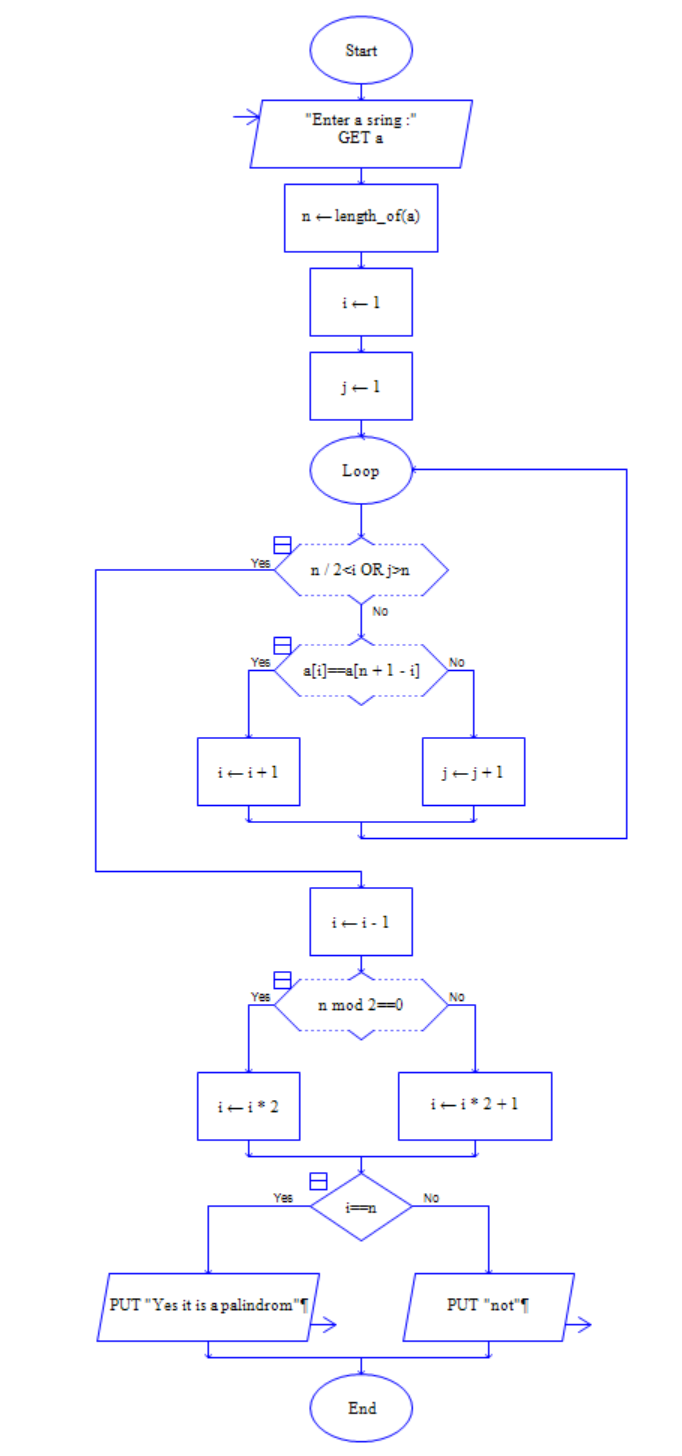 Start
"Enter a sring :"
GET a
n ← length_of(a)
i ← 1
j ← 1
Loop
Yes
n / 2<i OR j>n
No
Yes
a[i]==a[n + 1 - i]
No
i ← i + 1
j ← j + 1
i ← i - 1
Yes
n mod 2==0
No
i ← i * 2
i ← i * 2 + 1
Yes
i==n
No
PUT "Yes it is a palindrom"¶
PUT "not"¶
End